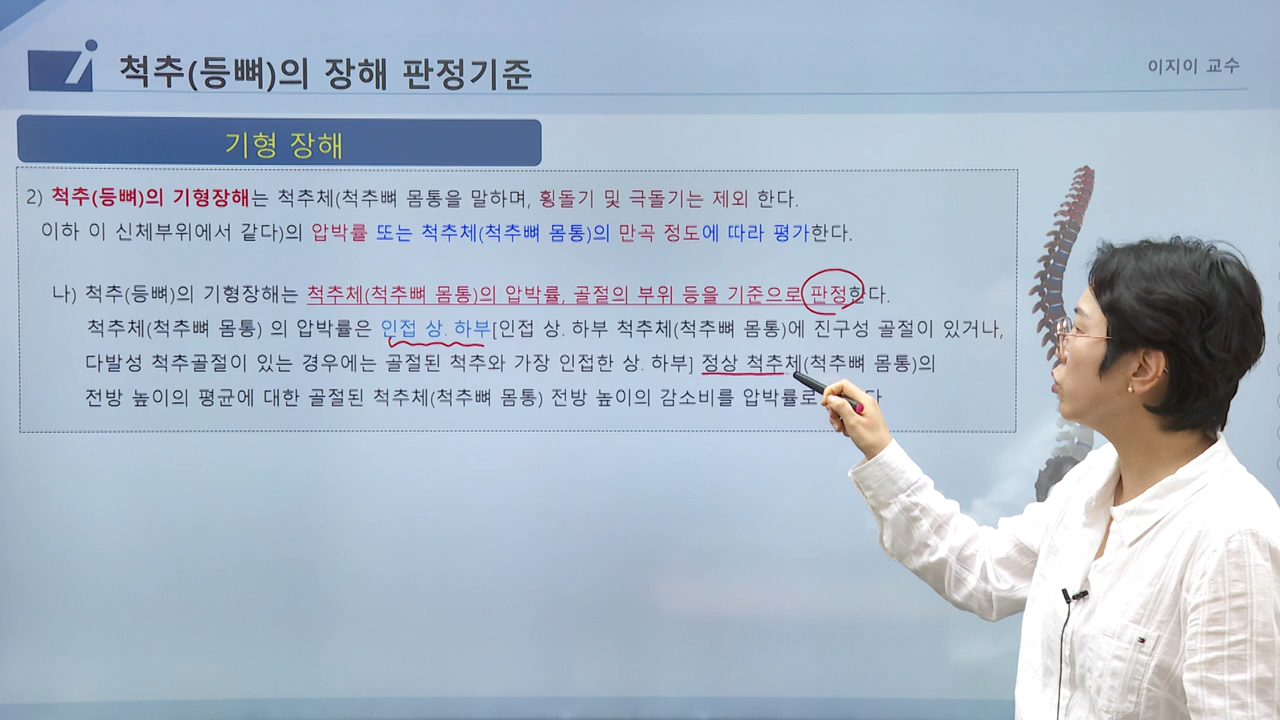 척추(등뼈)의 장해 판정기준
이지이 교수
기형 장해
2) 척추(등뼈)의 기형장해는 척추체(척추뼈 몸통을 말하며, 횡돌기 및 극돌기는 제외 한다.
이하 이 신체부위에서 같다)의 압박률 또는 척추체(척추뼈 몸통)의 만곡 정도에 따라 평가한다.
나) 척추(등뼈)의 기형장해는 척추체(척추뼈 몸통)의 압박률, 골절의 부위 등을 기준으로 판정한다.
척추체(척추뼈 몸통) 의 압박률은 인접 상. 하부[인접 상. 하부 척추체(척추뼈 몸통)에 진구성 골절이 있거나,
다발성 척추골절이 있는 경우에는 골절된 척추와 가장 인접한 상. 하부] 정상 척추체(척추뼈 몸통)의
전방 높이의 평균에 대한 골절된 척추체(척추뼈 몸통) 전방 높이의 감소비를 압박률로 다